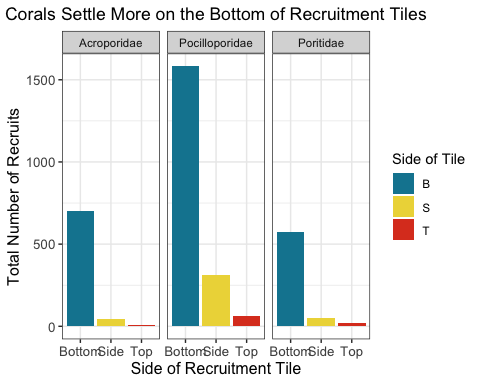 Corals Settle More on the Bottom of Recruitment Tiles
Acroporidae Pocilloporidae Poritidae
Total Number of Recruits
1500
1000
500
0
Bottom Side Top Bottom Side Top Bottom Side Top
Side of Recruitment Tile
Side of Tile
B
S
T